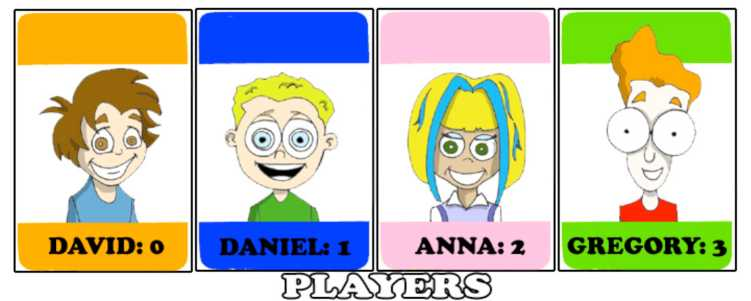 DAVID: 0
DANIEL: 1
ANNA: 2
GREGORY: 3
PLAYERS